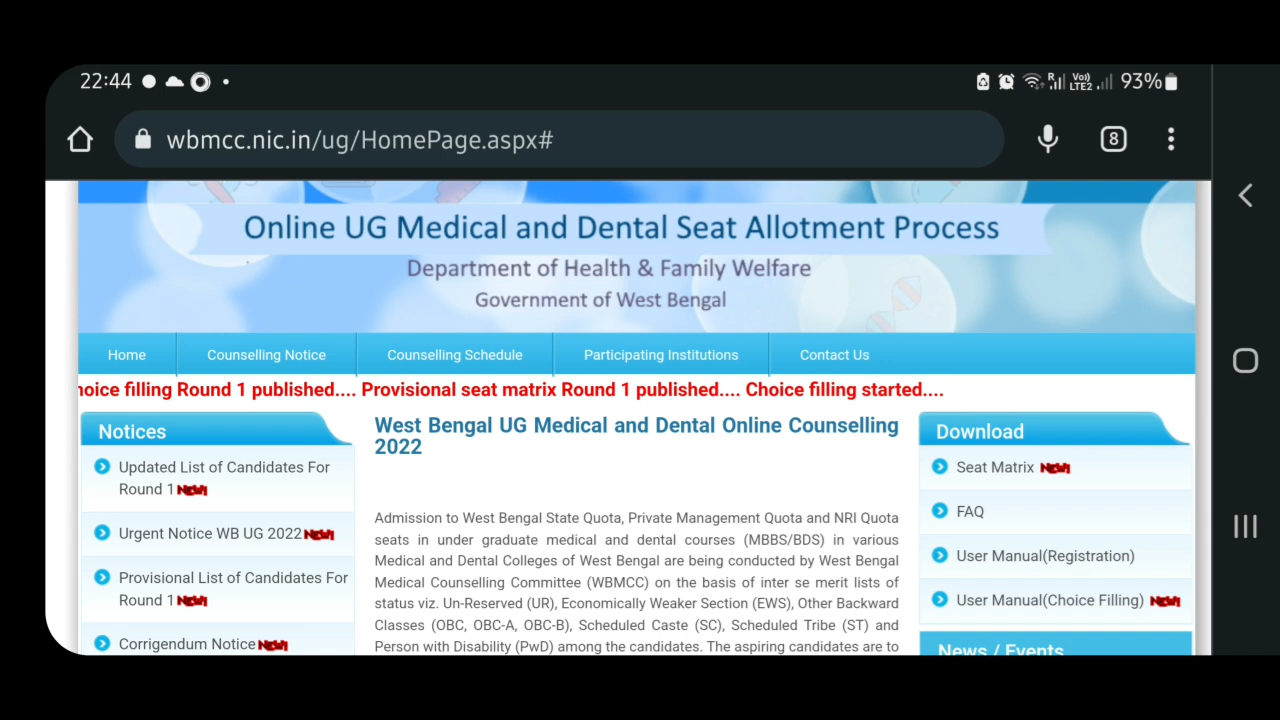 22:44
Vo))
R
LTE2
93%
wbmcc.nic.in/ug/HomePage.aspx#
8
Online UG Medical and Dental Seat Allotment Process
Department of Health & Family Welfare
Government of West Bengal
Home Counselling Notice Counselling Schedule Participating Institutions Contact Us
hoice filling Round 1 published.... Provisional seat matrix Round 1 published.... Choice filling started....
Notices
Updated List of Candidates For
Round 1 NEW!
Urgent Notice WB UG 2022 NEW!
Provisional List of Candidates For
Round 1 NEW!
Corrigendum Notice NEW!
West Bengal UG Medical and Dental Online Counselling
2022
Admission to West Bengal State Quota, Private Management Quota and NRI Quota
seats in under graduate medical and dental courses (MBBS/BDS) in various
Medical and Dental Colleges of West Bengal are being conducted by West Bengal
Medical Counselling Committee (WBMCC) on the basis of inter se merit lists of
status viz. Un-Reserved (UR), Economically Weaker Section (EWS), Other Backward
Classes (OBC, OBC-A, OBC-B), Scheduled Caste (SC), Scheduled Tribe (ST) and
Person with Disability (PwD) among the candidates. The aspiring candidates are to
Download
Seat Matrix NEW!
FAQ
User Manual(Registration)
User Manual(Choice Filling) NEW!
News / Events